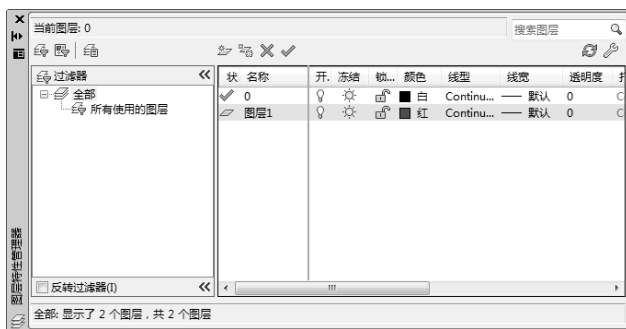 当前图层: 0
搜索图层
过滤器
全部
所有使用的图层
状 名称 开. 冻结 锁... 颜色 线型 线宽 透明度
0 白 Continu... 默认 0 C
图层1 红 Continu... 默认 0 C
反转过滤器(I)
全部: 显示了 2 个图层，共 2 个图层
图层特性管理器